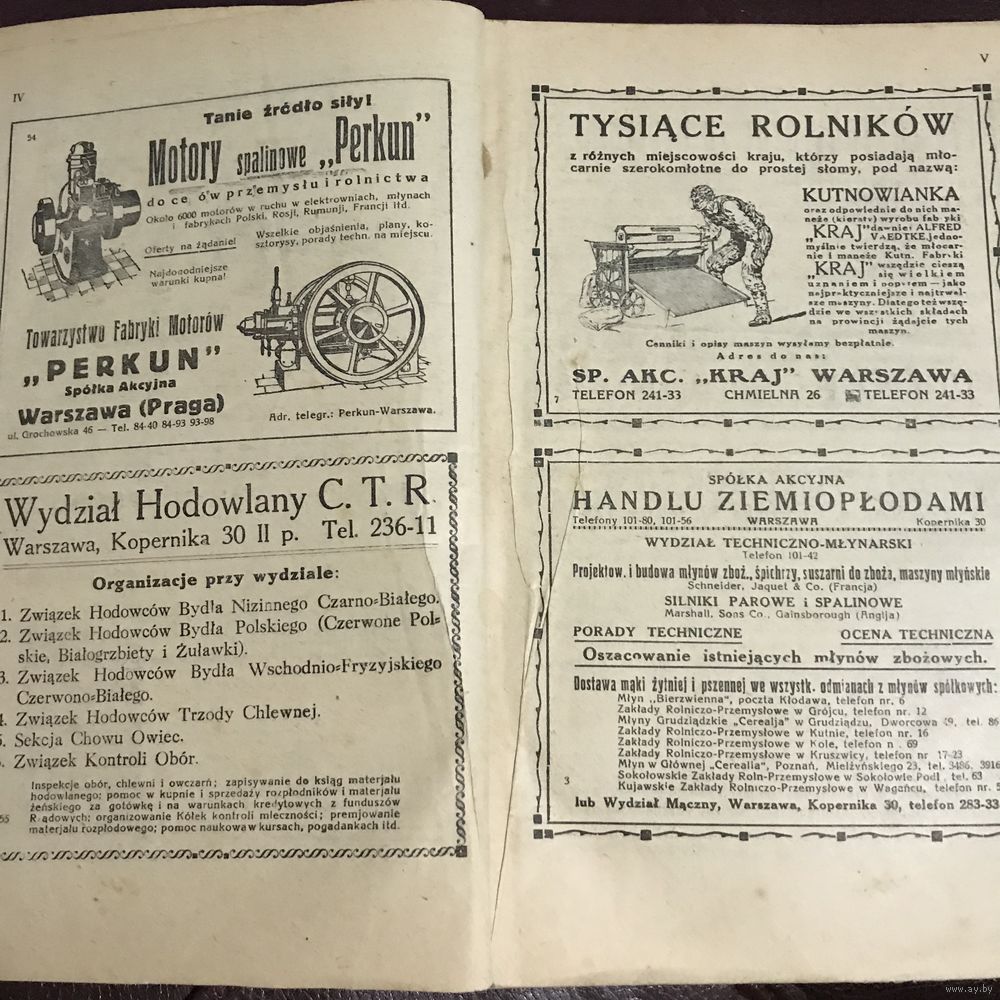 IV
54
Tanie źródło siły!
Motory spalinowe „Perkun”
do ce ów przemysłu i rolnictwa
Około 6000 motorów w ruchu w elektrowniach, młynach
i fabrykach Polski, Rosji, Rumunji, Francji itd.
Oferty na żądanie!
Wszelkie objaśnienia, plany, ko-
sztorysy, porady techn. na miejscu.
Najdogodniejsze
warunki kupna!
Towarzystwo Fabryki Motorów
„PERKUN”
Spółka Akcyjna
Warszawa (Praga)
ul. Grochowska 46 — Tel. 84-40 84-93 93-98
Adr. telegr.: Perkun-Warszawa.
Wydział Hodowlany C. T. R.
Warszawa, Kopernika 30 II p. Tel. 236-11
Organizacje przy wydziale:
1. Związek Hodowców Bydła Nizinnego Czarno-Białego.
2. Związek Hodowców Bydła Polskiego (Czerwone Pol-
skie, Białogrzbiety i Żuławki).
3. Związek Hodowców Bydła Wschodnio-Fryzyjskiego
Czerwono-Białego.
4. Związek Hodowców Trzody Chlewnej.
5. Sekcja Chowu Owiec.
Związek Kontroli Obór.
Inspekcje obór, chlewni i owczarń; zapisywanie do ksiąg materjału
hodowlanego; pomoc w kupnie i sprzedaży rozpłodników i materjału
żeńskiego za gotówkę i na warunkach kredytowych z funduszów
55 R ądowych; organizowanie Kółek kontroli mleczności; premjowanie
materjału rozpłodowego; pomoc naukowa w kursach, pogadankach itd.
V
TYSIĄCE ROLNIKÓW
z różnych miejscowości kraju, którzy posiadają mło-
carnie szerokomłotne do prostej słomy, pod nazwą:
KUTNOWIANKA
oraz odpowiednie do nich ma-
neże (kieraty) wyrobu fab yki
„KRAJ” dawniej ALFRED
VAEDTKE, jedno-
myślnie twierdzą, że młocar-
nie i maneże Kutn. Fabryki
„KRAJ” wszędzie cieszą
się wielkiem
uznaniem i popytem — jako
najpraktyczniejsze i najtrwal-
sze maszyny. Dlatego też wszę-
dzie we wszystkich składach
na prowincji żądajcie tych
maszyn.
Cenniki i opisy maszyn wysyłamy bezpłatnie.
Adres do nas:
SP. AKC. „KRAJ” WARSZAWA
7 TELEFON 241-33 CHMIELNA 26 TELEFON 241-33
SPÓŁKA AKCYJNA
HANDLU ZIEMIOPŁODAMI
Telefony 101-80, 101-56 WARSZAWA Kopernika 30
WYDZIAŁ TECHNICZNO-MŁYNARSKI
Telefon 101-42
Projektow. i budowa młynów zboż., śpichrzy, suszarni do zboża, maszyny młyńskie
Schneider, Jaquet & Co. (Francja)
SILNIKI PAROWE i SPALINOWE
Marshall, Sons Co., Gainsborough (Anglja)
PORADY TECHNICZNE OCENA TECHNICZNA
Oszacowanie istniejących młynów zbożowych.
Dostawa mąki żytniej i pszennej we wszystk. odmianach z młynów spółkowych:
Młyn „Bierzwienna”, poczta Kłodawa, telefon nr. 6
Zakłady Rolniczo-Przemysłowe w Grójcu, telefon nr. 12
Młyny Grudziądzkie „Cerealja” w Grudziądzu, Dworcowa 9, tel. 86
Zakłady Rolniczo-Przemysłowe w Kutnie, telefon nr. 16
Zakłady Rolniczo-Przemysłowe w Kole, telefon n . 69
Zakłady Rolniczo-Przemysłowe w Kruszwicy, telefon nr 17-23
Młyn w Głównej „Cerealia”, Poznań, Mielżyńskiego 23, tel. 3486, 3916
3 Sokołowskie Zakłady Roln-Przemysłowe w Sokołowie Podl , tel. 63
Kujawskie Zakłady Rolniczo-Przemysłowe w Wagańcu, telefon nr. 5
lub Wydział Mączny, Warszawa, Kopernika 30, telefon 283-33
www.ay.by